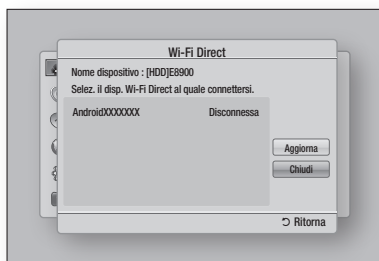 Wi-Fi Direct
Nome dispositivo : [HDD]E8900
Selez. il disp. Wi-Fi Direct al quale connettersi.
AndroidXXXXXXX Disconnessa
Aggiorna
Chiudi
Ritorna